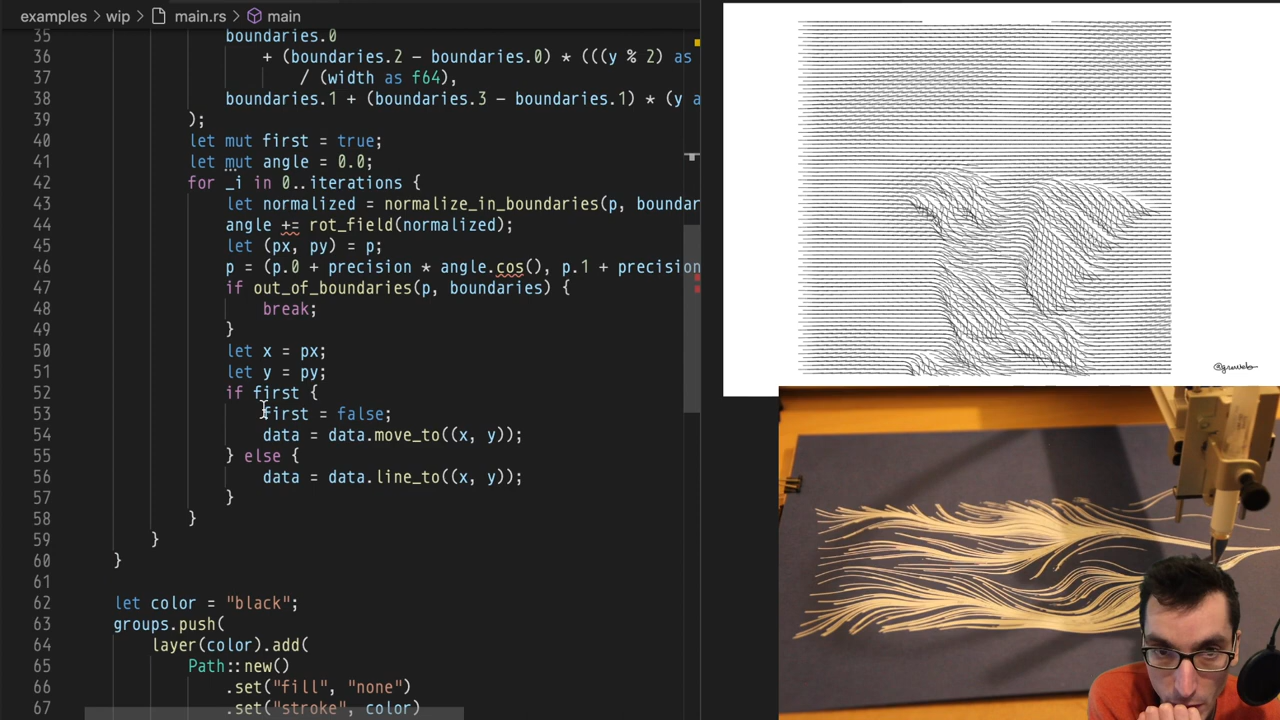 examples › wip › main.rs › main
35 boundaries.0
36 + (boundaries.2 - boundaries.0) * (((y % 2) as
37 / (width as f64),
38 boundaries.1 + (boundaries.3 - boundaries.1) * (y a
39 );
40 let mut first = true;
41 let mut angle = 0.0;
42 for _i in 0..iterations {
43 let normalized = normalize_in_boundaries(p, boundar
44 angle += rot_field(normalized);
45 let (px, py) = p;
46 p = (p.0 + precision * angle.cos(), p.1 + precision
47 if out_of_boundaries(p, boundaries) {
48 break;
49 }
50 let x = px;
51 let y = py;
52 if first {
53 first = false;
54 data = data.move_to((x, y));
55 } else {
56 data = data.line_to((x, y));
57 }
58 }
59 }
60 }
61
62 let color = "black";
63 groups.push(
64 layer(color).add(
65 Path::new()
66 .set("fill", "none")
67 .set("stroke", color)
@greweb